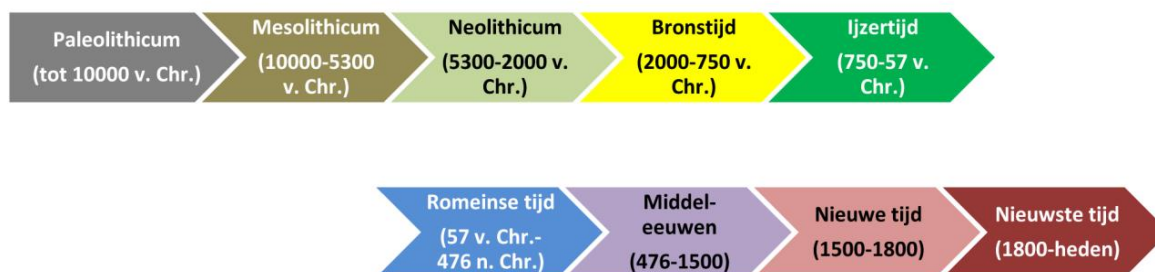 Paleolithicum
(tot 10000 v. Chr.)
Mesolithicum
(10000-5300
v. Chr.)
Neolithicum
(5300-2000 v.
Chr.)
Bronstijd
(2000-750 v.
Chr.)
Ijzertijd
(750-57 v.
Chr.)
Romeinse tijd
(57 v. Chr.-
476 n. Chr.)
Middel-
eeuwen
(476-1500)
Nieuwe tijd
(1500-1800)
Nieuwste tijd
(1800-heden)